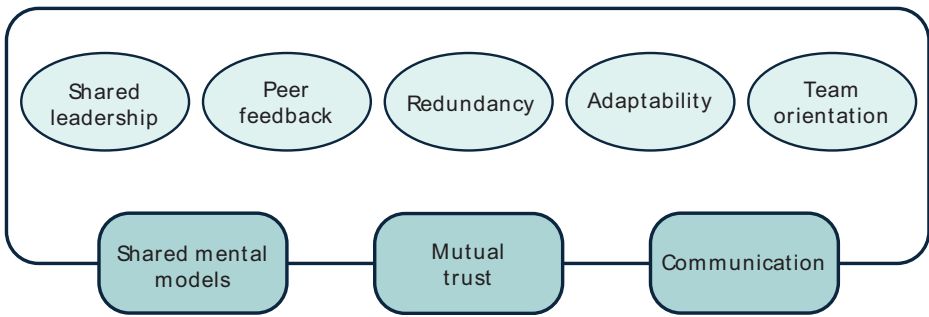 Shared
leadership
Peer
feedback
Redundancy
Adaptability
Team
orientation
Shared mental
models
Mutual
trust
Communication